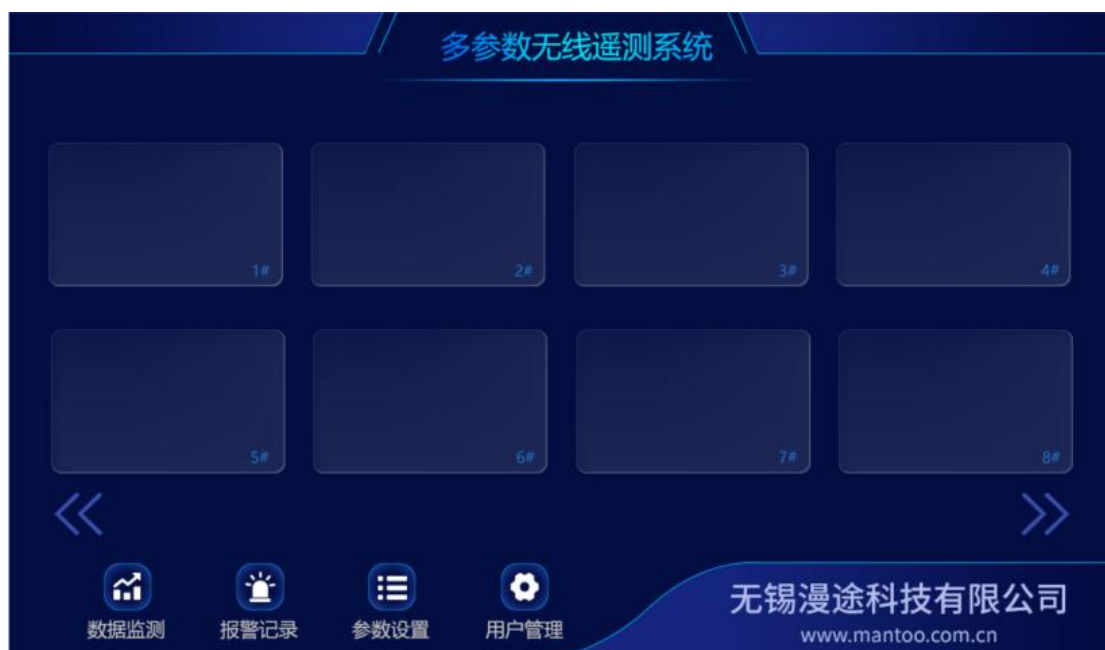 多参数无线遥测系统
1#
2#
3#
4#
5#
6#
7#
8#
数据监测
报警记录
参数设置
用户管理
无锡漫途科技有限公司
www.mantoo.com.cn